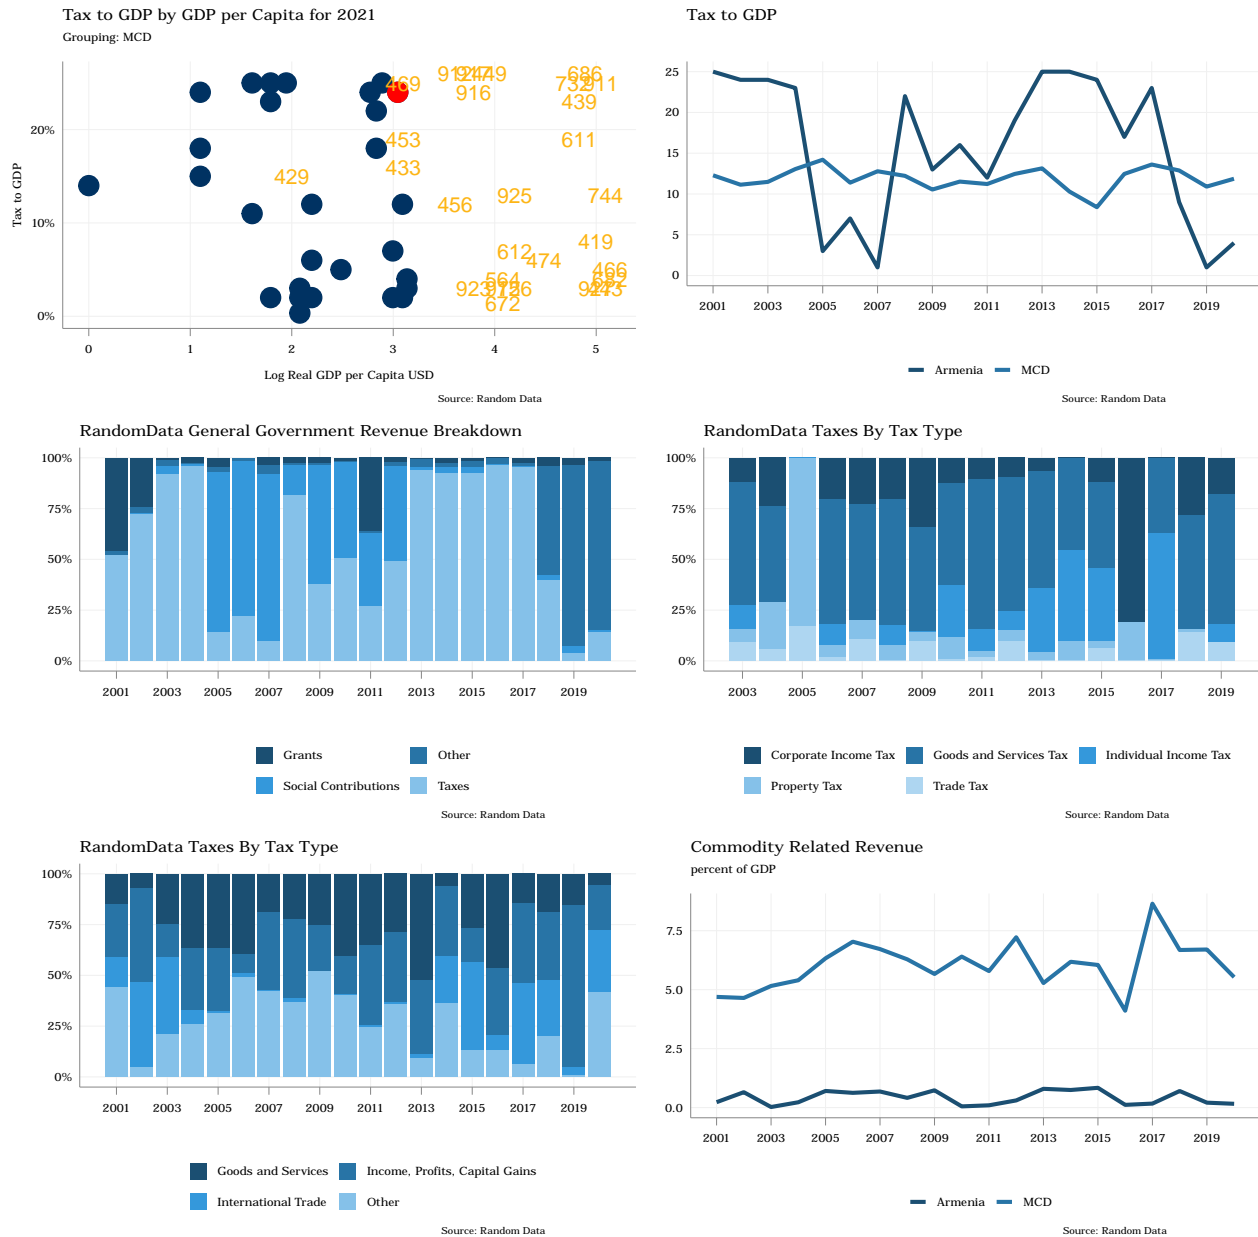 Tax to GDP by GDP per Capita for 2021
Grouping: MCD
Tax to GDP
20%
10%
0%
0 1 2 3 4 5
469
449
686
732
911
916
439
453
611
433
429
456
925
744
419
612
474
466
564
682
923
672
Log Real GDP per Capita USD
Source: Random Data
Tax to GDP
25
20
15
10
5
0
2001 2003 2005 2007 2009 2011 2013 2015 2017 2019
Armenia MCD
Source: Random Data
RandomData General Government Revenue Breakdown
100%
75%
50%
25%
0%
2001 2003 2005 2007 2009 2011 2013 2015 2017 2019
Grants Other
Social Contributions Taxes
Source: Random Data
RandomData Taxes By Tax Type
100%
75%
50%
25%
0%
2003 2005 2007 2009 2011 2013 2015 2017 2019
Corporate Income Tax Goods and Services Tax Individual Income Tax
Property Tax Trade Tax
Source: Random Data
RandomData Taxes By Tax Type
100%
75%
50%
25%
0%
2001 2003 2005 2007 2009 2011 2013 2015 2017 2019
Goods and Services Income, Profits, Capital Gains
International Trade Other
Source: Random Data
Commodity Related Revenue
percent of GDP
7.5
5.0
2.5
0.0
2001 2003 2005 2007 2009 2011 2013 2015 2017 2019
Armenia MCD
Source: Random Data